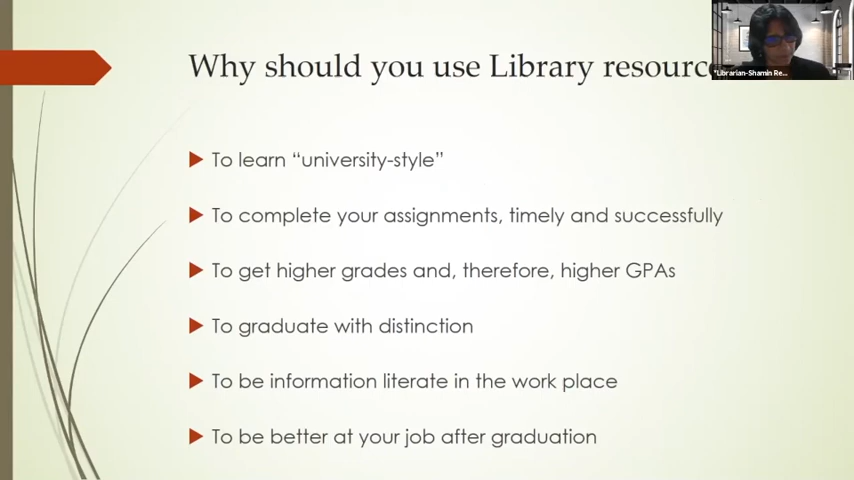 Why should you use Library resourc
"Librarian-Shamin Re...
To learn “university-style”
To complete your assignments, timely and successfully
To get higher grades and, therefore, higher GPAs
To graduate with distinction
To be information literate in the work place
To be better at your job after graduation